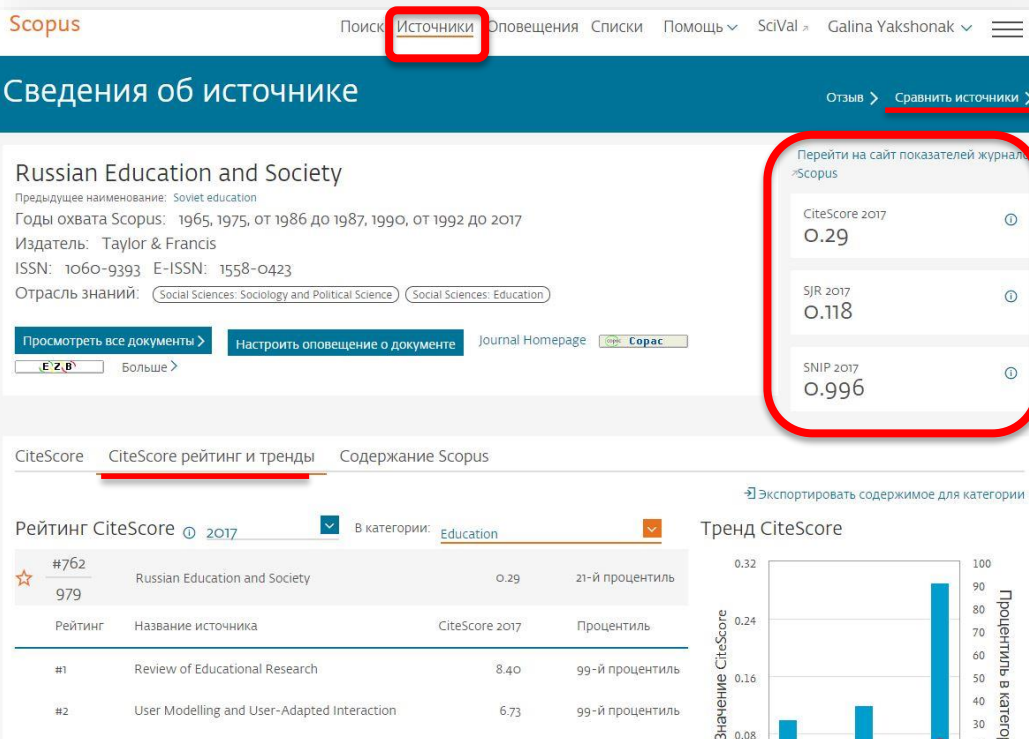 Scopus
Поиск Источники Оповещения Списки Помощь SciVal Galina Yakshonak
Сведения об источнике
Отзыв Сравнить источники
Russian Education and Society
Предыдущее наименование: Soviet education
Годы охвата Scopus: 1965, 1975, от 1986 до 1987, 1990, от 1992 до 2017
Издатель: Taylor & Francis
ISSN: 1060-9393 E-ISSN: 1558-0423
Отрасль знаний: Social Sciences: Sociology and Political Science Social Sciences: Education
Просмотреть все документы > Настроить оповещение о документе Journal Homepage Copac
E Z B Больше >
Перейти на сайт показателей журнало
Scopus
CiteScore 2017
0.29
SJR 2017
0.118
SNIP 2017
0.996
CiteScore CiteScore рейтинг и тренды Содержание Scopus
Экспортировать содержимое для категории
Рейтинг CiteScore 2017 В категории: Education
#762
979
Russian Education and Society 0.29 21-й процентиль
Рейтинг Название источника CiteScore 2017 Процентиль
#1 Review of Educational Research 8.40 99-й процентиль
#2 User Modelling and User-Adapted Interaction 6.73 99-й процентиль
Тренд CiteScore
0.32
0.24
0.16
0.08
Значение CiteScore
100
90
80
70
60
50
40
30
Процентиль в катего